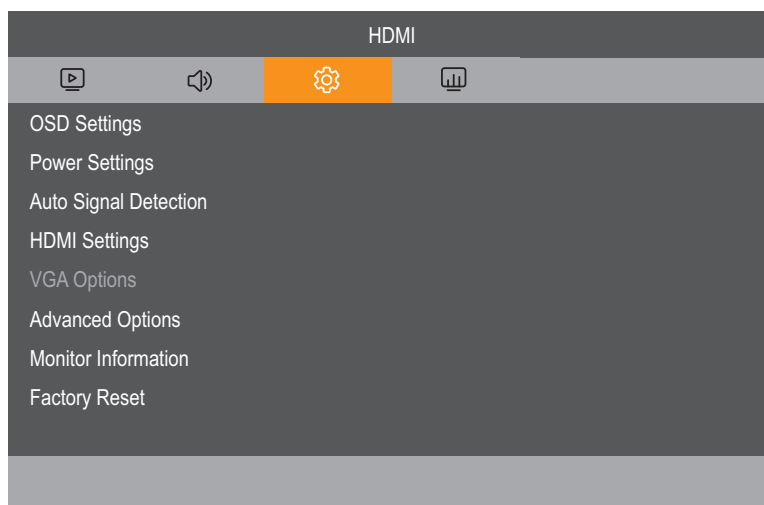 HDMI
OSD Settings
Power Settings
Auto Signal Detection
HDMI Settings
VGA Options
Advanced Options
Monitor Information
Factory Reset